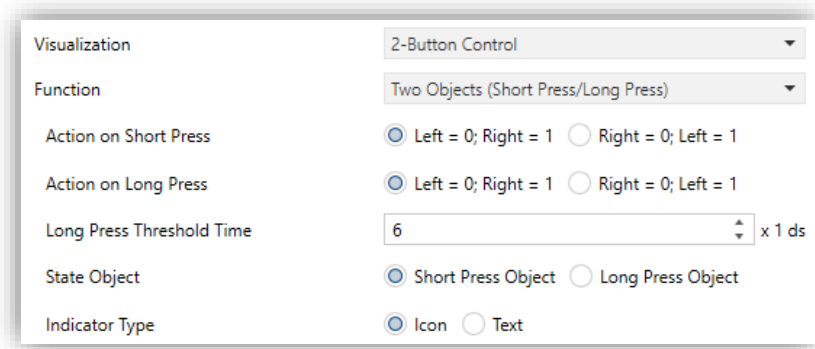 Visualization 2-Button Control
Function Two Objects (Short Press/Long Press)
Action on Short Press Left = 0; Right = 1 Right = 0; Left = 1
Action on Long Press Left = 0; Right = 1 Right = 0; Left = 1
Long Press Threshold Time 6 x 1 ds
State Object Short Press Object Long Press Object
Indicator Type Icon Text